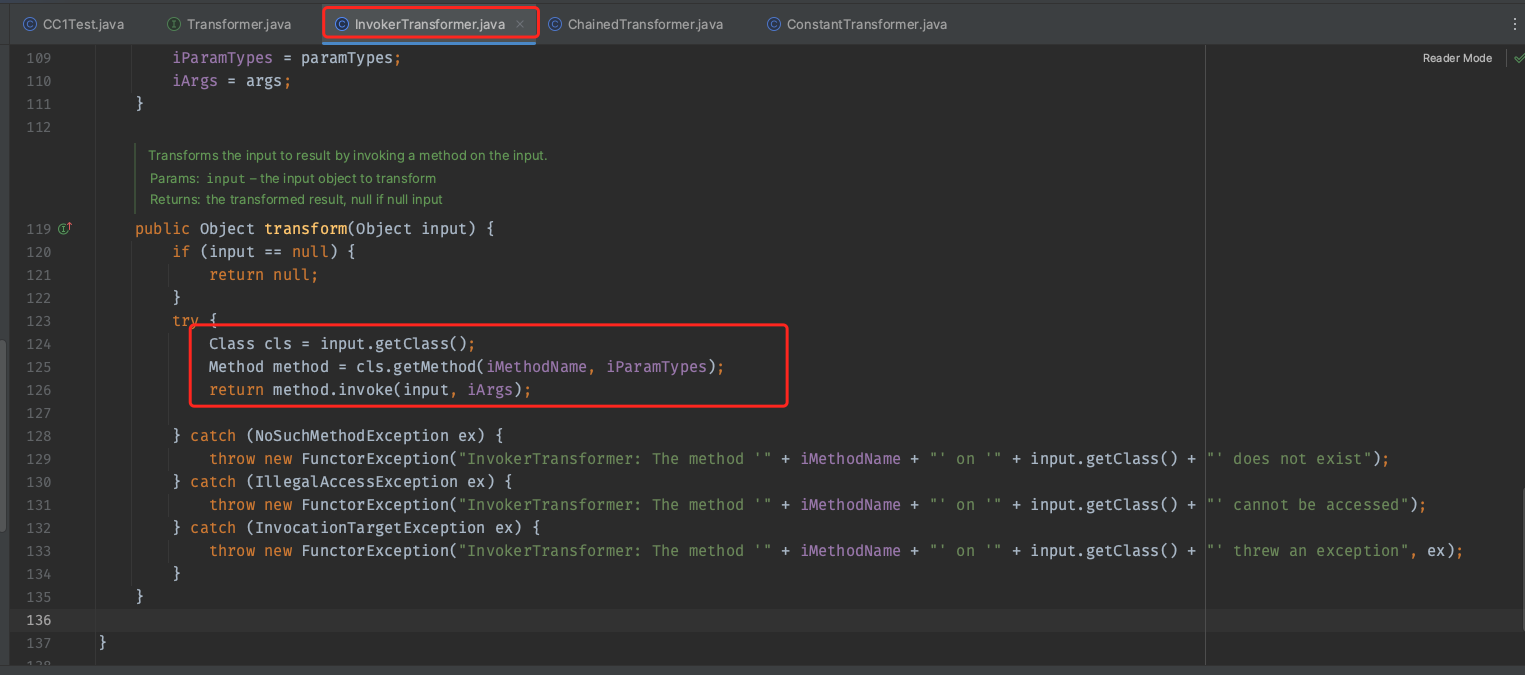 CC1Test.java Transformer.java InvokerTransformer.java ChainedTransformer.java ConstantTransformer.java
Reader Mode
109 iParamTypes = paramTypes;
110 iArgs = args;
111 }
112
Transforms the input to result by invoking a method on the input.
Params: input – the input object to transform
Returns: the transformed result, null if null input
119 public Object transform(Object input) {
120 if (input == null) {
121 return null;
122 }
123 try {
124 Class cls = input.getClass();
125 Method method = cls.getMethod(iMethodName, iParamTypes);
126 return method.invoke(input, iArgs);
127
128 } catch (NoSuchMethodException ex) {
129 throw new FunctorException("InvokerTransformer: The method '" + iMethodName + "' on '" + input.getClass() + "' does not exist");
130 } catch (IllegalAccessException ex) {
131 throw new FunctorException("InvokerTransformer: The method '" + iMethodName + "' on '" + input.getClass() + "' cannot be accessed");
132 } catch (InvocationTargetException ex) {
133 throw new FunctorException("InvokerTransformer: The method '" + iMethodName + "' on '" + input.getClass() + "' threw an exception", ex);
134 }
135 }
136
137 }
138